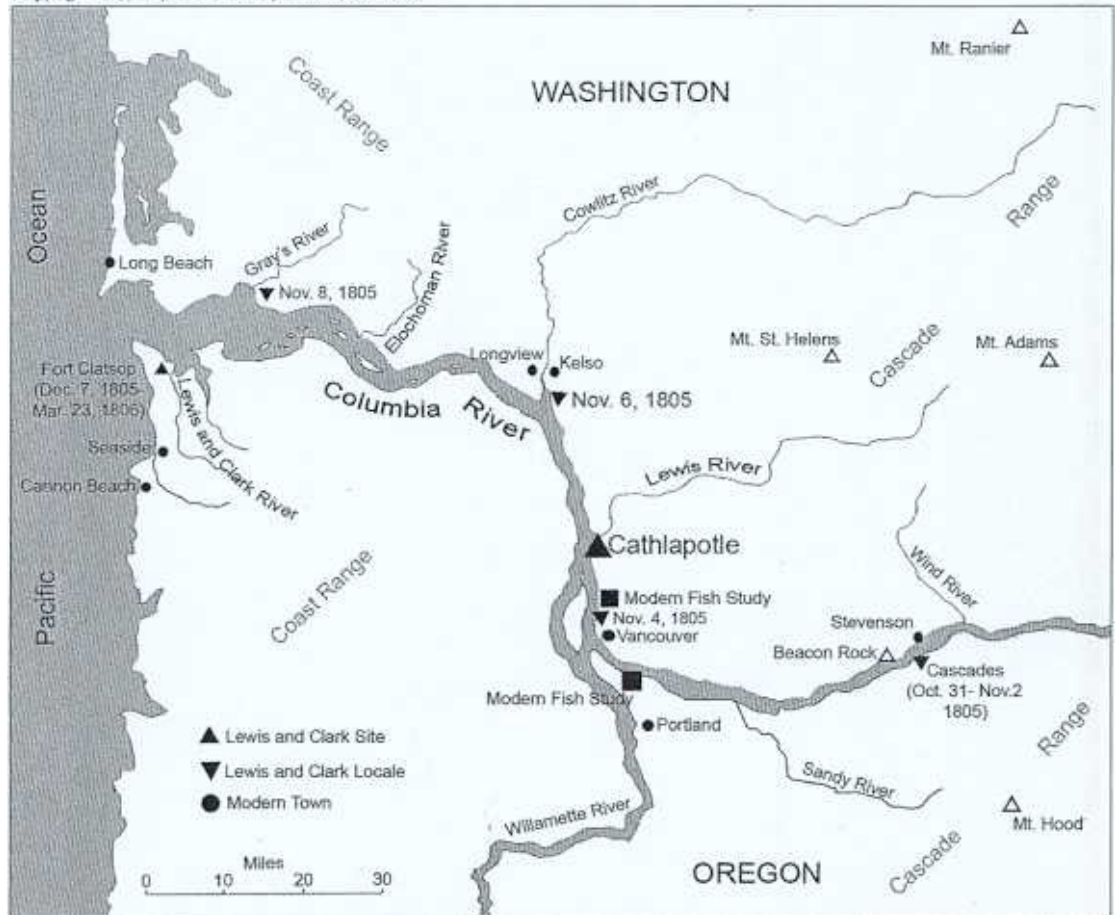 Mt. Ranier
Coast Range
WASHINGTON
Cowlitz River
Range
Ocean
Long Beach
Gray's River
Nov. 8, 1805
Elochoman River
Longview
Kelso
Mt. St. Helens
Cascade
Mt. Adams
Fort Clatsop
(Dec. 7, 1805-
Mar. 23, 1806)
Lewis and Clark River
Columbia River
Nov. 6, 1805
Seaside
Cannon Beach
Lewis River
Cathlapotle
Coast Range
Pacific
Modern Fish Study
Nov. 4, 1805
Vancouver
Wind River
Stevenson
Beacon Rock
Cascades
(Oct. 31- Nov.2
1805)
Modern Fish Study
Portland
Range
Lewis and Clark Site
Lewis and Clark Locale
Modern Town
Sandy River
Willamette River
Mt. Hood
Cascade
Miles
0 10 20 30
OREGON